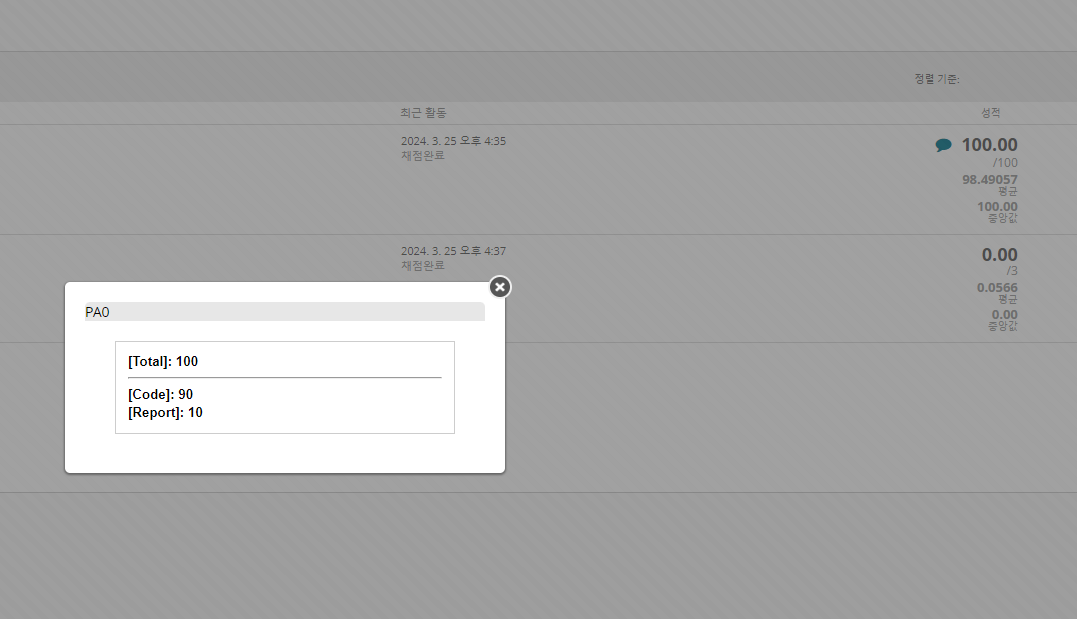 정렬 기준:
최근 활동
성적
2024. 3. 25 오후 4:35
채점완료
100.00
/100
98.49057
평균
100.00
중앙값
2024. 3. 25 오후 4:37
채점완료
0.00
/3
0.0566
평균
0.00
중앙값
PA0
[Total]: 100
[Code]: 90
[Report]: 10